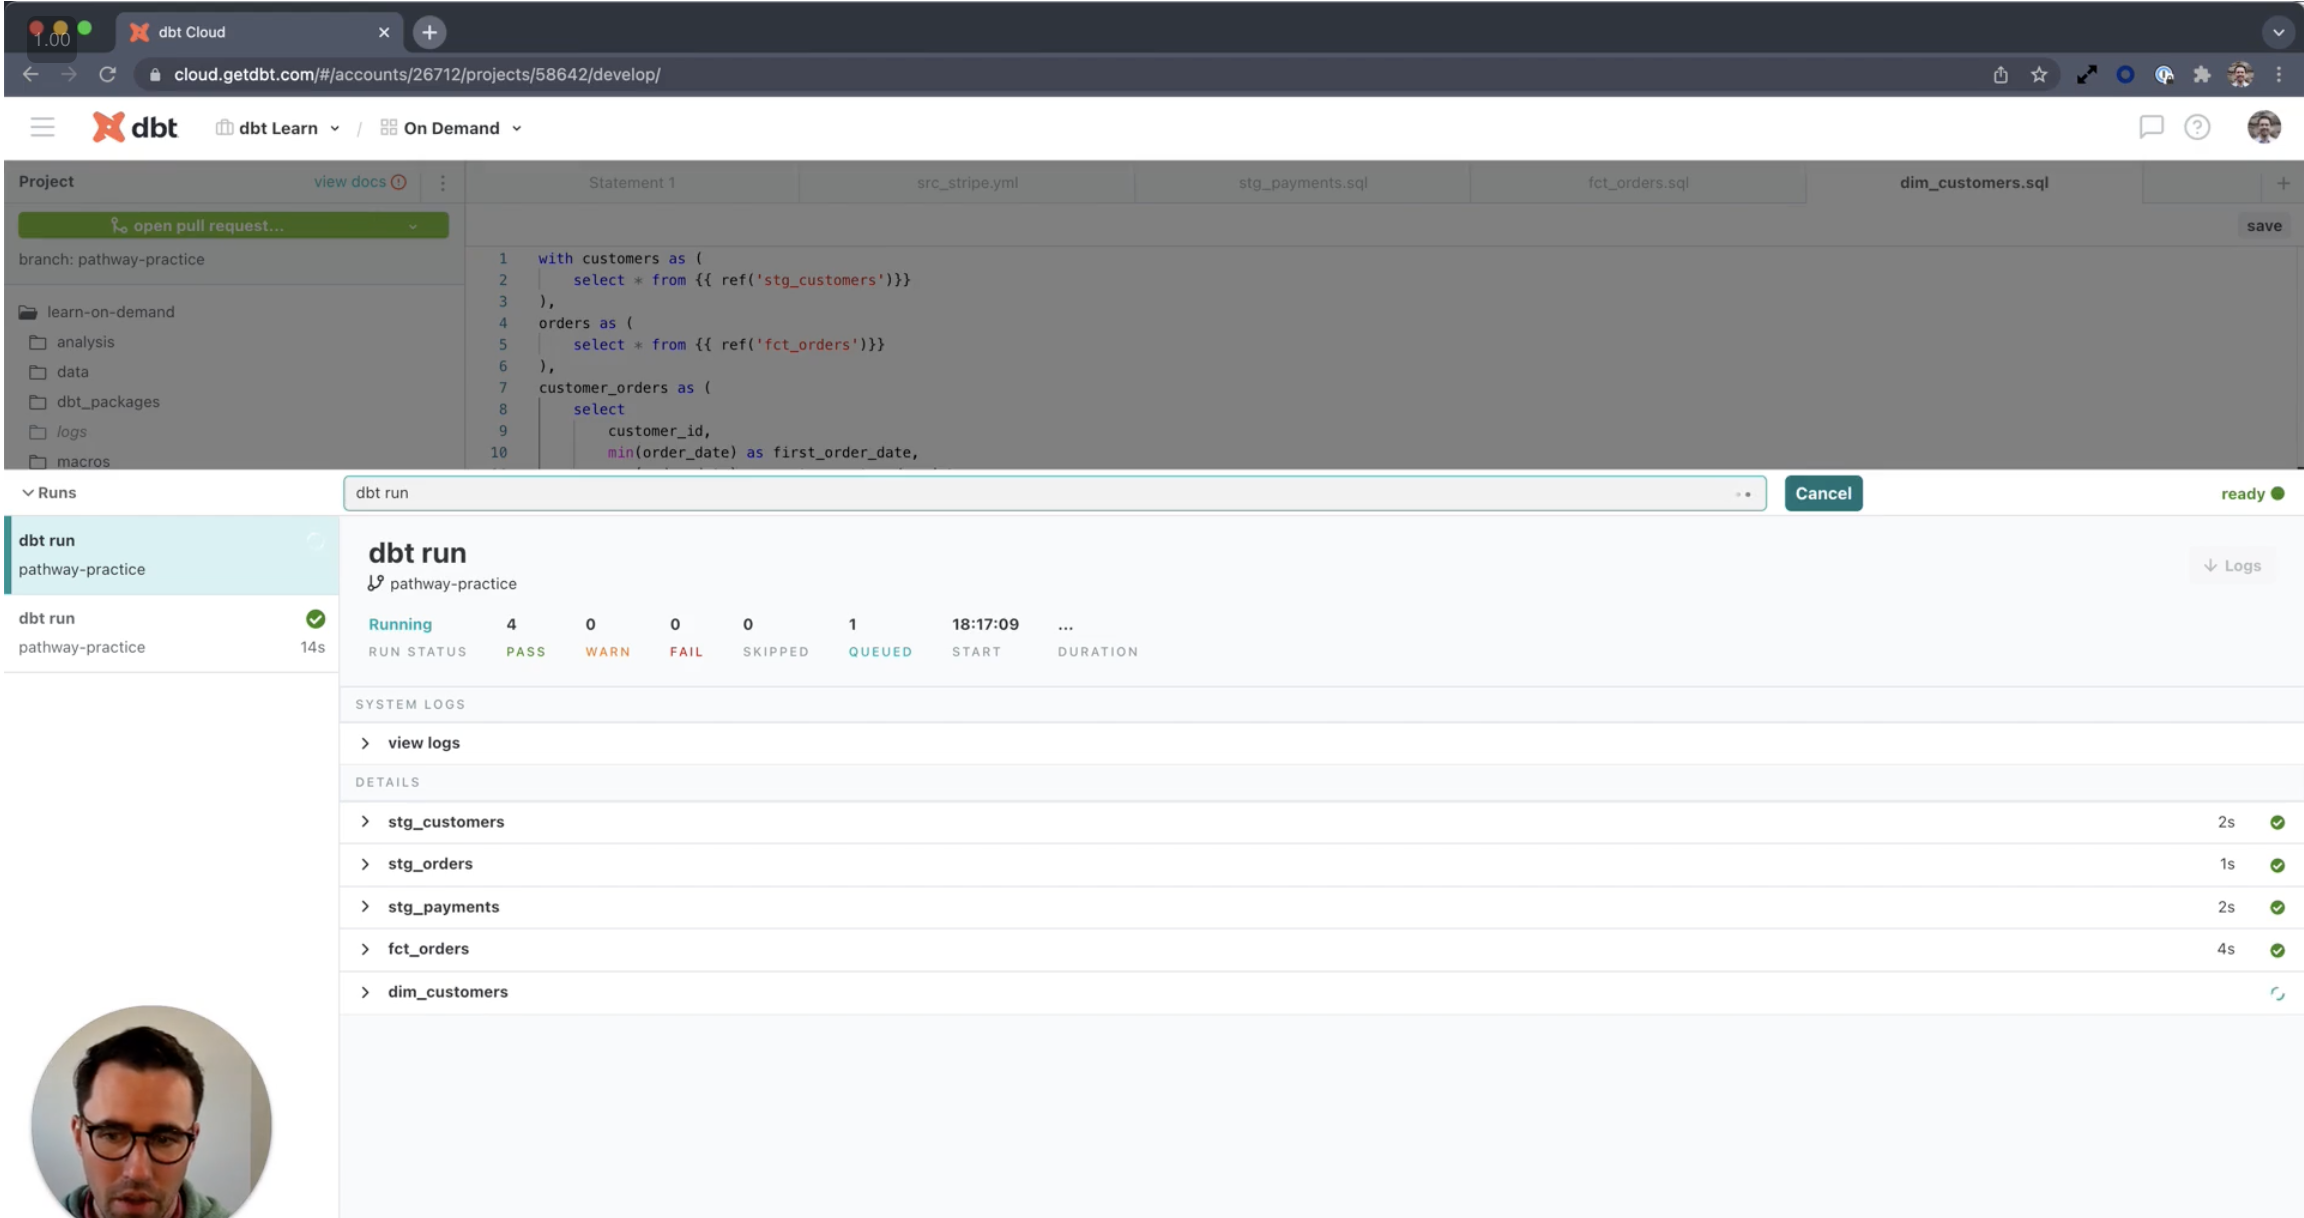 1.00
dbt Cloud
cloud.getdbt.com/#/accounts/26712/projects/58642/develop/
dbt
dbt Learn / On Demand
Project
view docs
Statement 1
src_stripe.yml
stg_payments.sql
fct_orders.sql
dim_customers.sql
open pull request...
save
branch: pathway-practice
learn-on-demand
analysis
data
dbt_packages
logs
macros
1 with customers as (
2 select * from {{ ref('stg_customers')}}
3 ),
4 orders as (
5 select * from {{ ref('fct_orders')}}
6 ),
7 customer_orders as (
8 select
9 customer_id,
10 min(order_date) as first_order_date,
Runs
dbt run
Cancel
ready
dbt run
pathway-practice
dbt run
pathway-practice
14s
dbt run
pathway-practice
Logs
Running 4 0 0 0 1 18:17:09 ...
RUN STATUS PASS WARN FAIL SKIPPED QUEUED START DURATION
SYSTEM LOGS
view logs
DETAILS
stg_customers 2s
stg_orders 1s
stg_payments 2s
fct_orders 4s
dim_customers